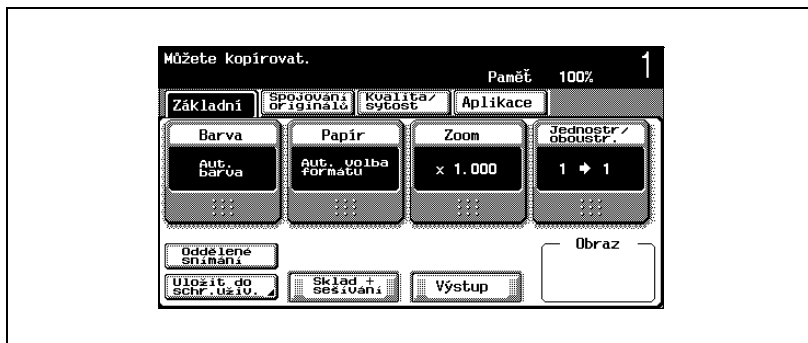 Můžete kopírovat.
Paměť 100% 1
Základní
Spojování
originálů
Kvalita/
sytost
Aplikace
Barva
Papír
Zoom
Jednostr/
oboustr.
Aut.
barva
Aut. volba
formátu
× 1.000
1 ➔ 1
Oddělené
snímání
Obraz
Uložit do
schr.uživ.
Sklad +
sešívání
Výstup